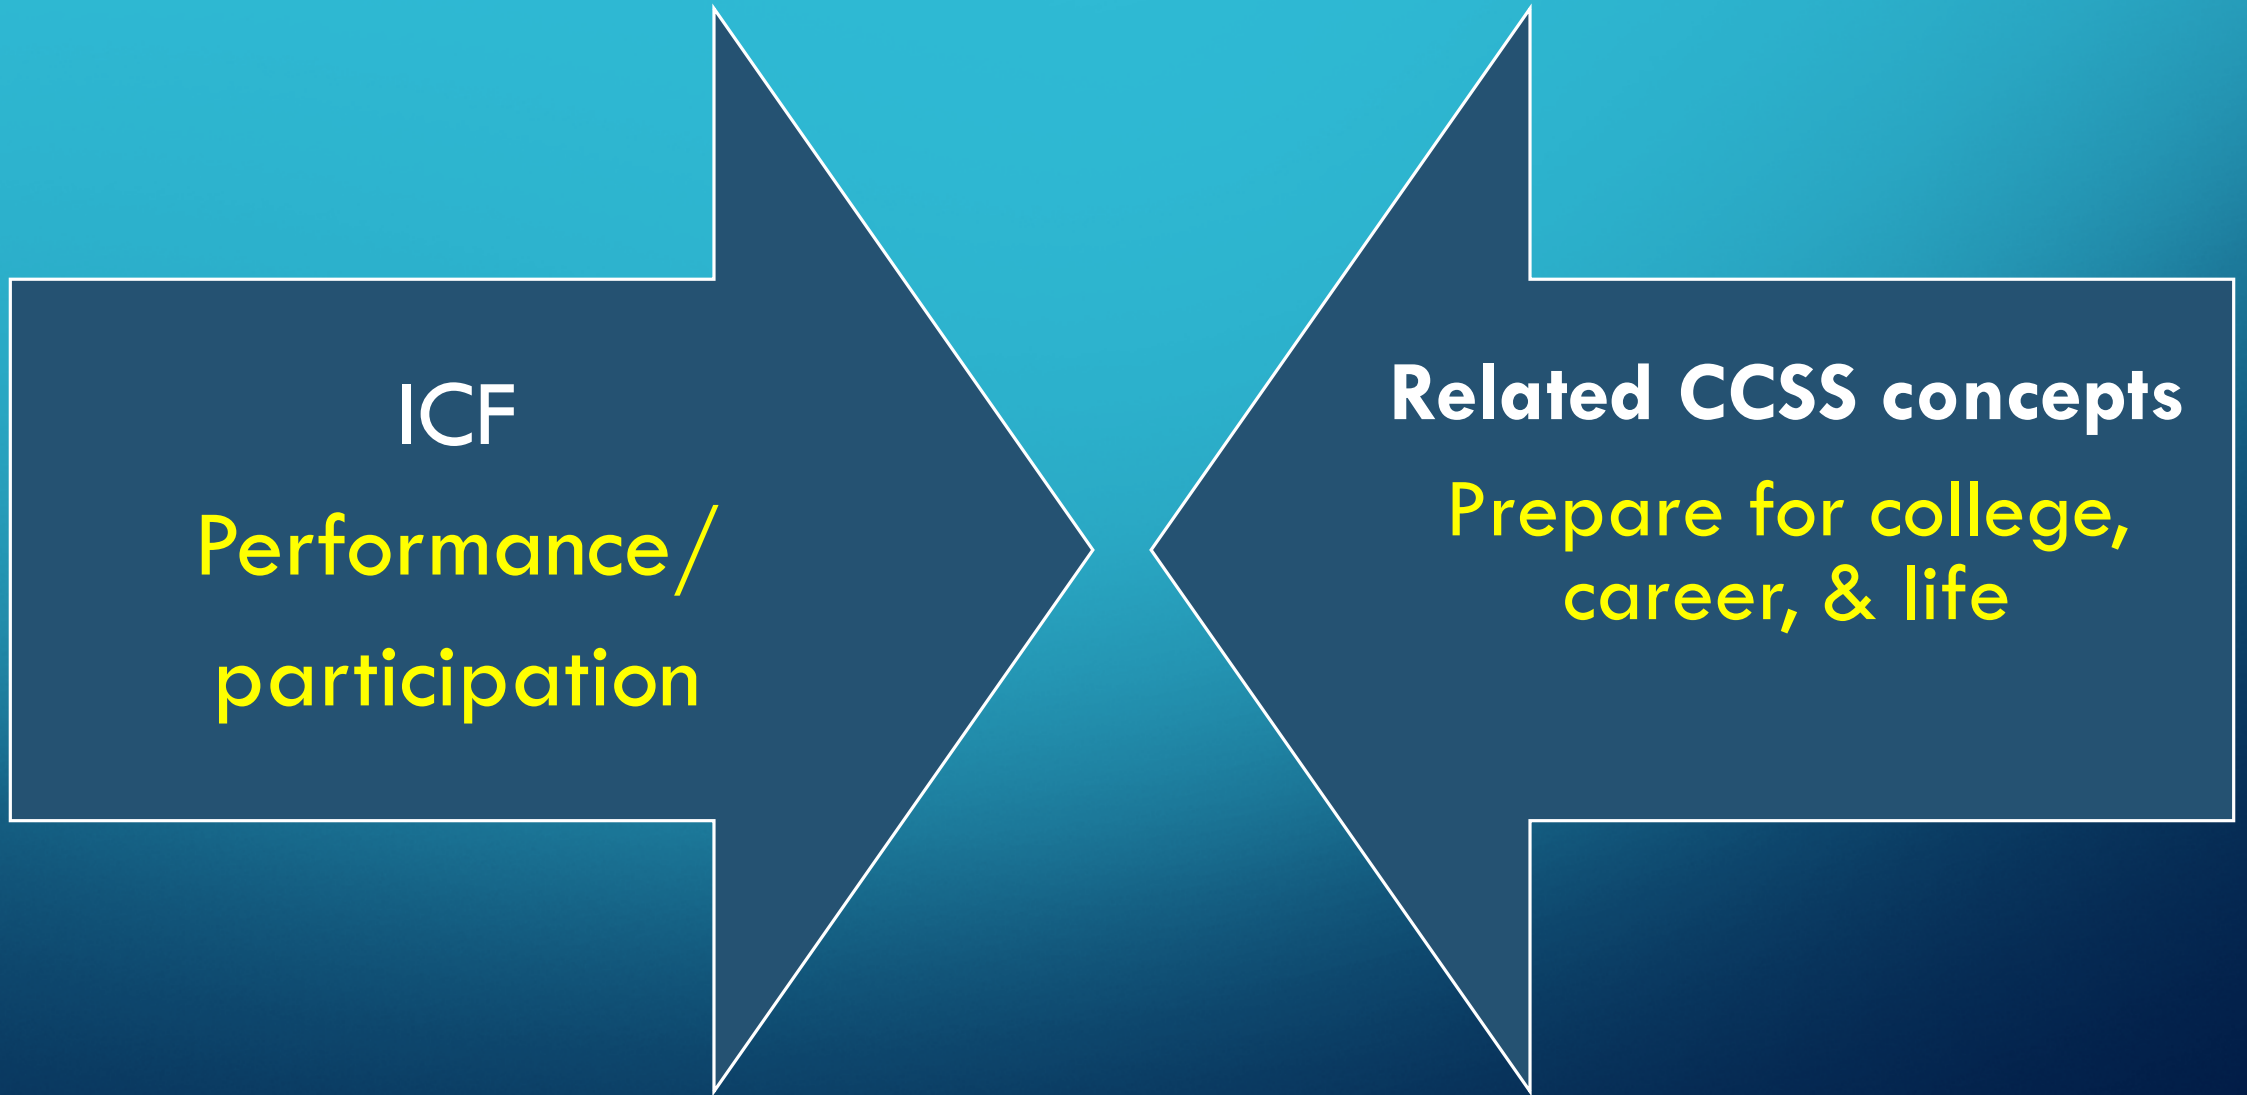 ICF
Performance/
participation
Related CCSS concepts
Prepare for college,
career, & life